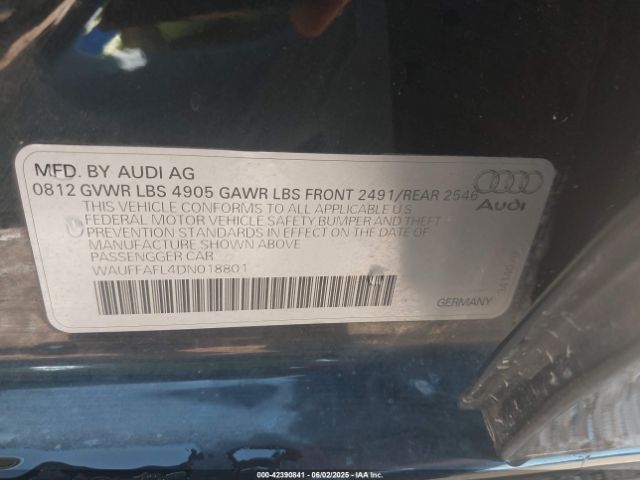 MFD. BY AUDI AG
0812 GVWR LBS 4905 GAWR LBS FRONT 2491/REAR 2546
THIS VEHICLE CONFORMS TO ALL APPLICABLE U.S
FEDERAL MOTOR VEHICLE SAFETY BUMPER AND THEFT
PREVENTION STANDARDS IN EFFECT ON THE DATE OF
MANUFACTURE SHOWN ABOVE
PASSENGGER CAR
WAUFFAFL4DN018801
Audi
GERMANY
000-42390841 - 06/02/2025 - IAA Inc.